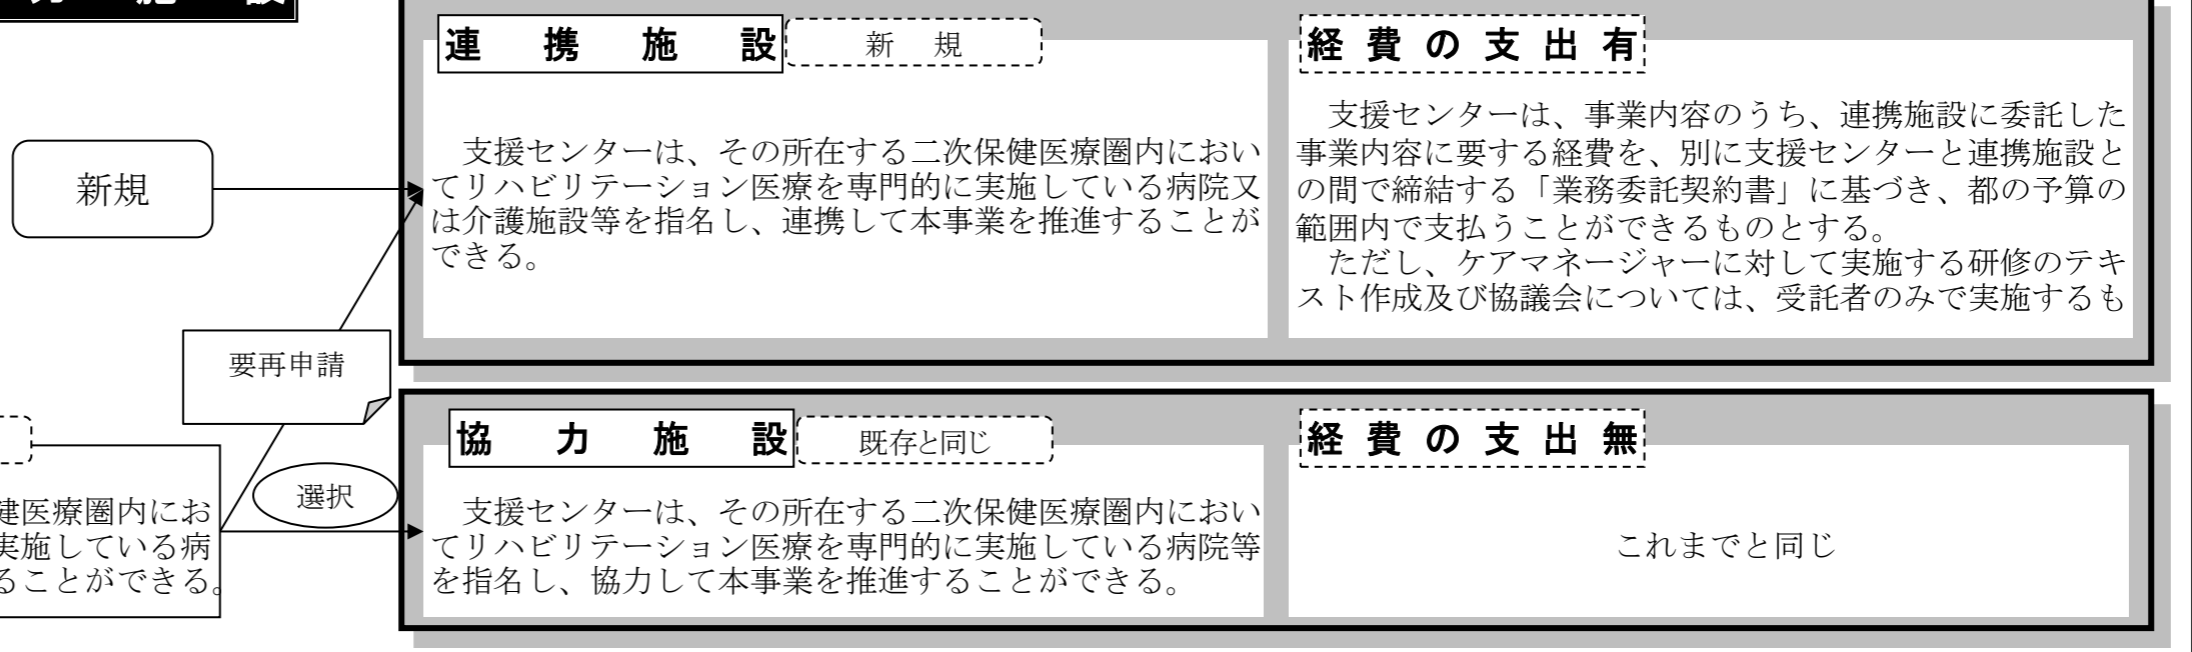 力 施 設
連 携 施 設
新 規
経 費 の 支 出 有
支援センターは、その所在する二次保健医療圏内におい
てリハビリテーション医療を専門的に実施している病院又
は介護施設等を指名し、連携して本事業を推進することが
できる。
支援センターは、事業内容のうち、連携施設に委託した
事業内容に要する経費を、別に支援センターと連携施設と
の間で締結する「業務委託契約書」に基づき、都の予算の
範囲内で支払うことができるものとする。
ただし、ケアマネージャーに対して実施する研修のテキ
スト作成及び協議会については、受託者のみで実施するも
新規
要再申請
選択
健医療圏内にお
実施している病
ることができる。
協 力 施 設
既存と同じ
経 費 の 支 出 無
支援センターは、その所在する二次保健医療圏内におい
てリハビリテーション医療を専門的に実施している病院等
を指名し、協力して本事業を推進することができる。
これまでと同じ